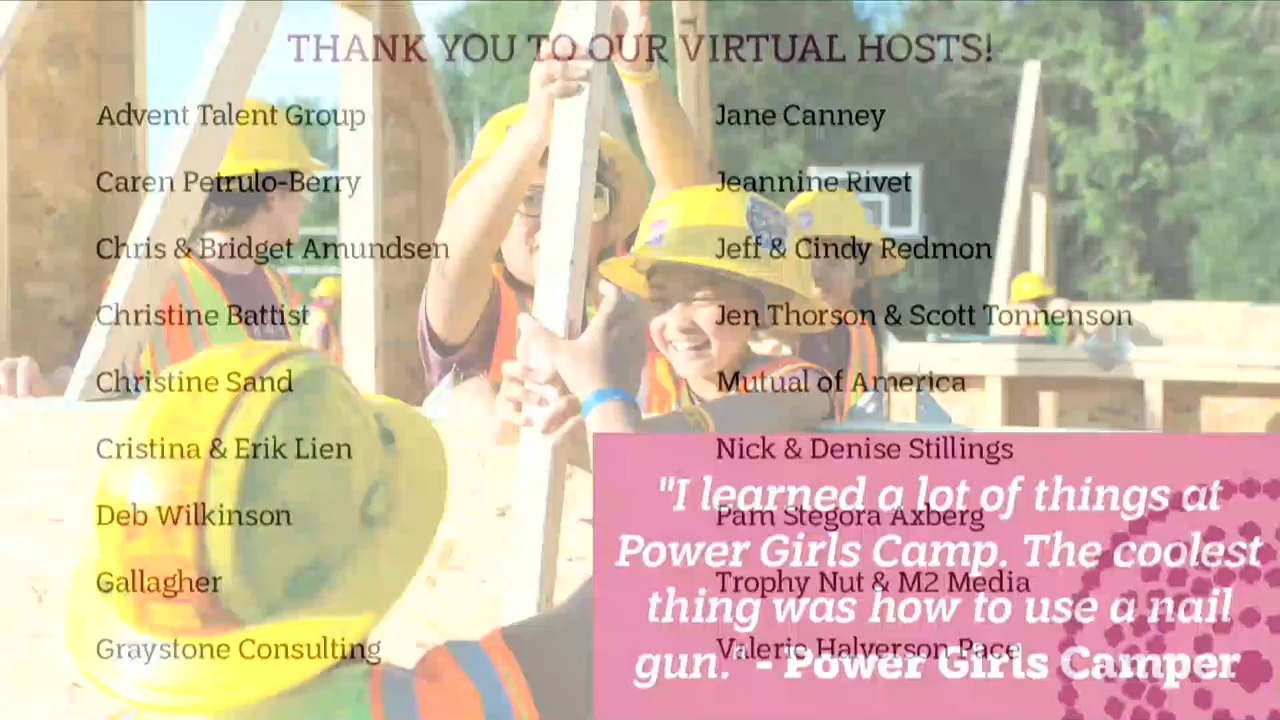 THANK YOU TO OUR VIRTUAL HOSTS!
Advent Talent Group
Caren Petrulo-Berry
Chris & Bridget Amundsen
Christine Battist
Christine Sand
Cristina & Erik Lien
Deb Wilkinson
Gallagher
Graystone Consulting
Jane Canney
Jeannine Rivet
Jeff & Cindy Redmon
Jen Thorson & Scott Tonnenson
Mutual of America
Nick & Denise Stillings
Pam Stegora Axberg
Trophy Nut & M2 Media
Valerie Halverson Pace
"I learned a lot of things at
Power Girls Camp. The coolest
thing was how to use a nail
gun." - Power Girls Camper